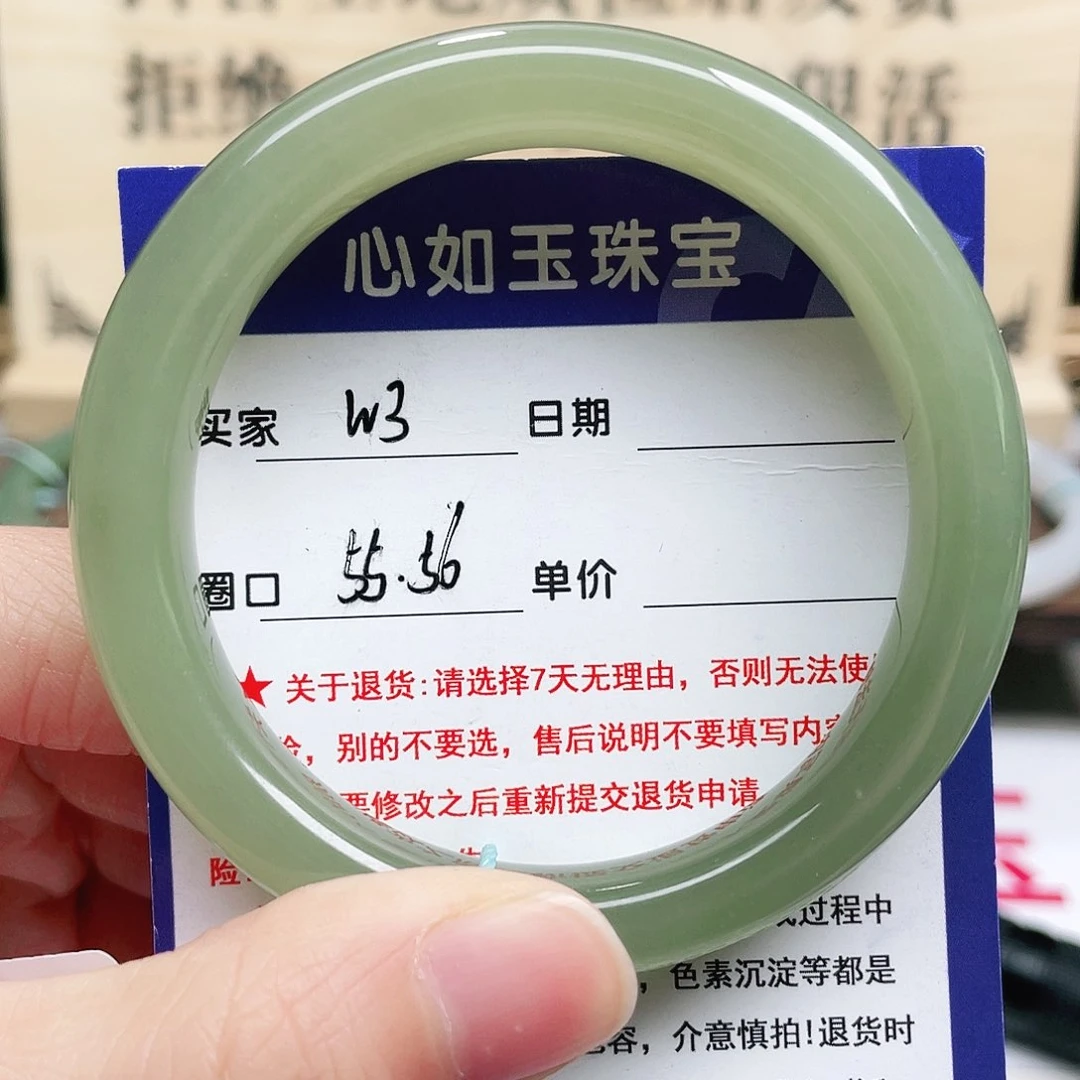 拒绝
心如玉珠宝
买家 W3 日期
圈口 55.56 单价
★关于退货:请选择7天无理由，否则无法使
，别的不要选，售后说明不要填写内
要修改之后重新提交退货申请
险
过程中
，色素沉淀等都是
容，介意慎拍!退货时